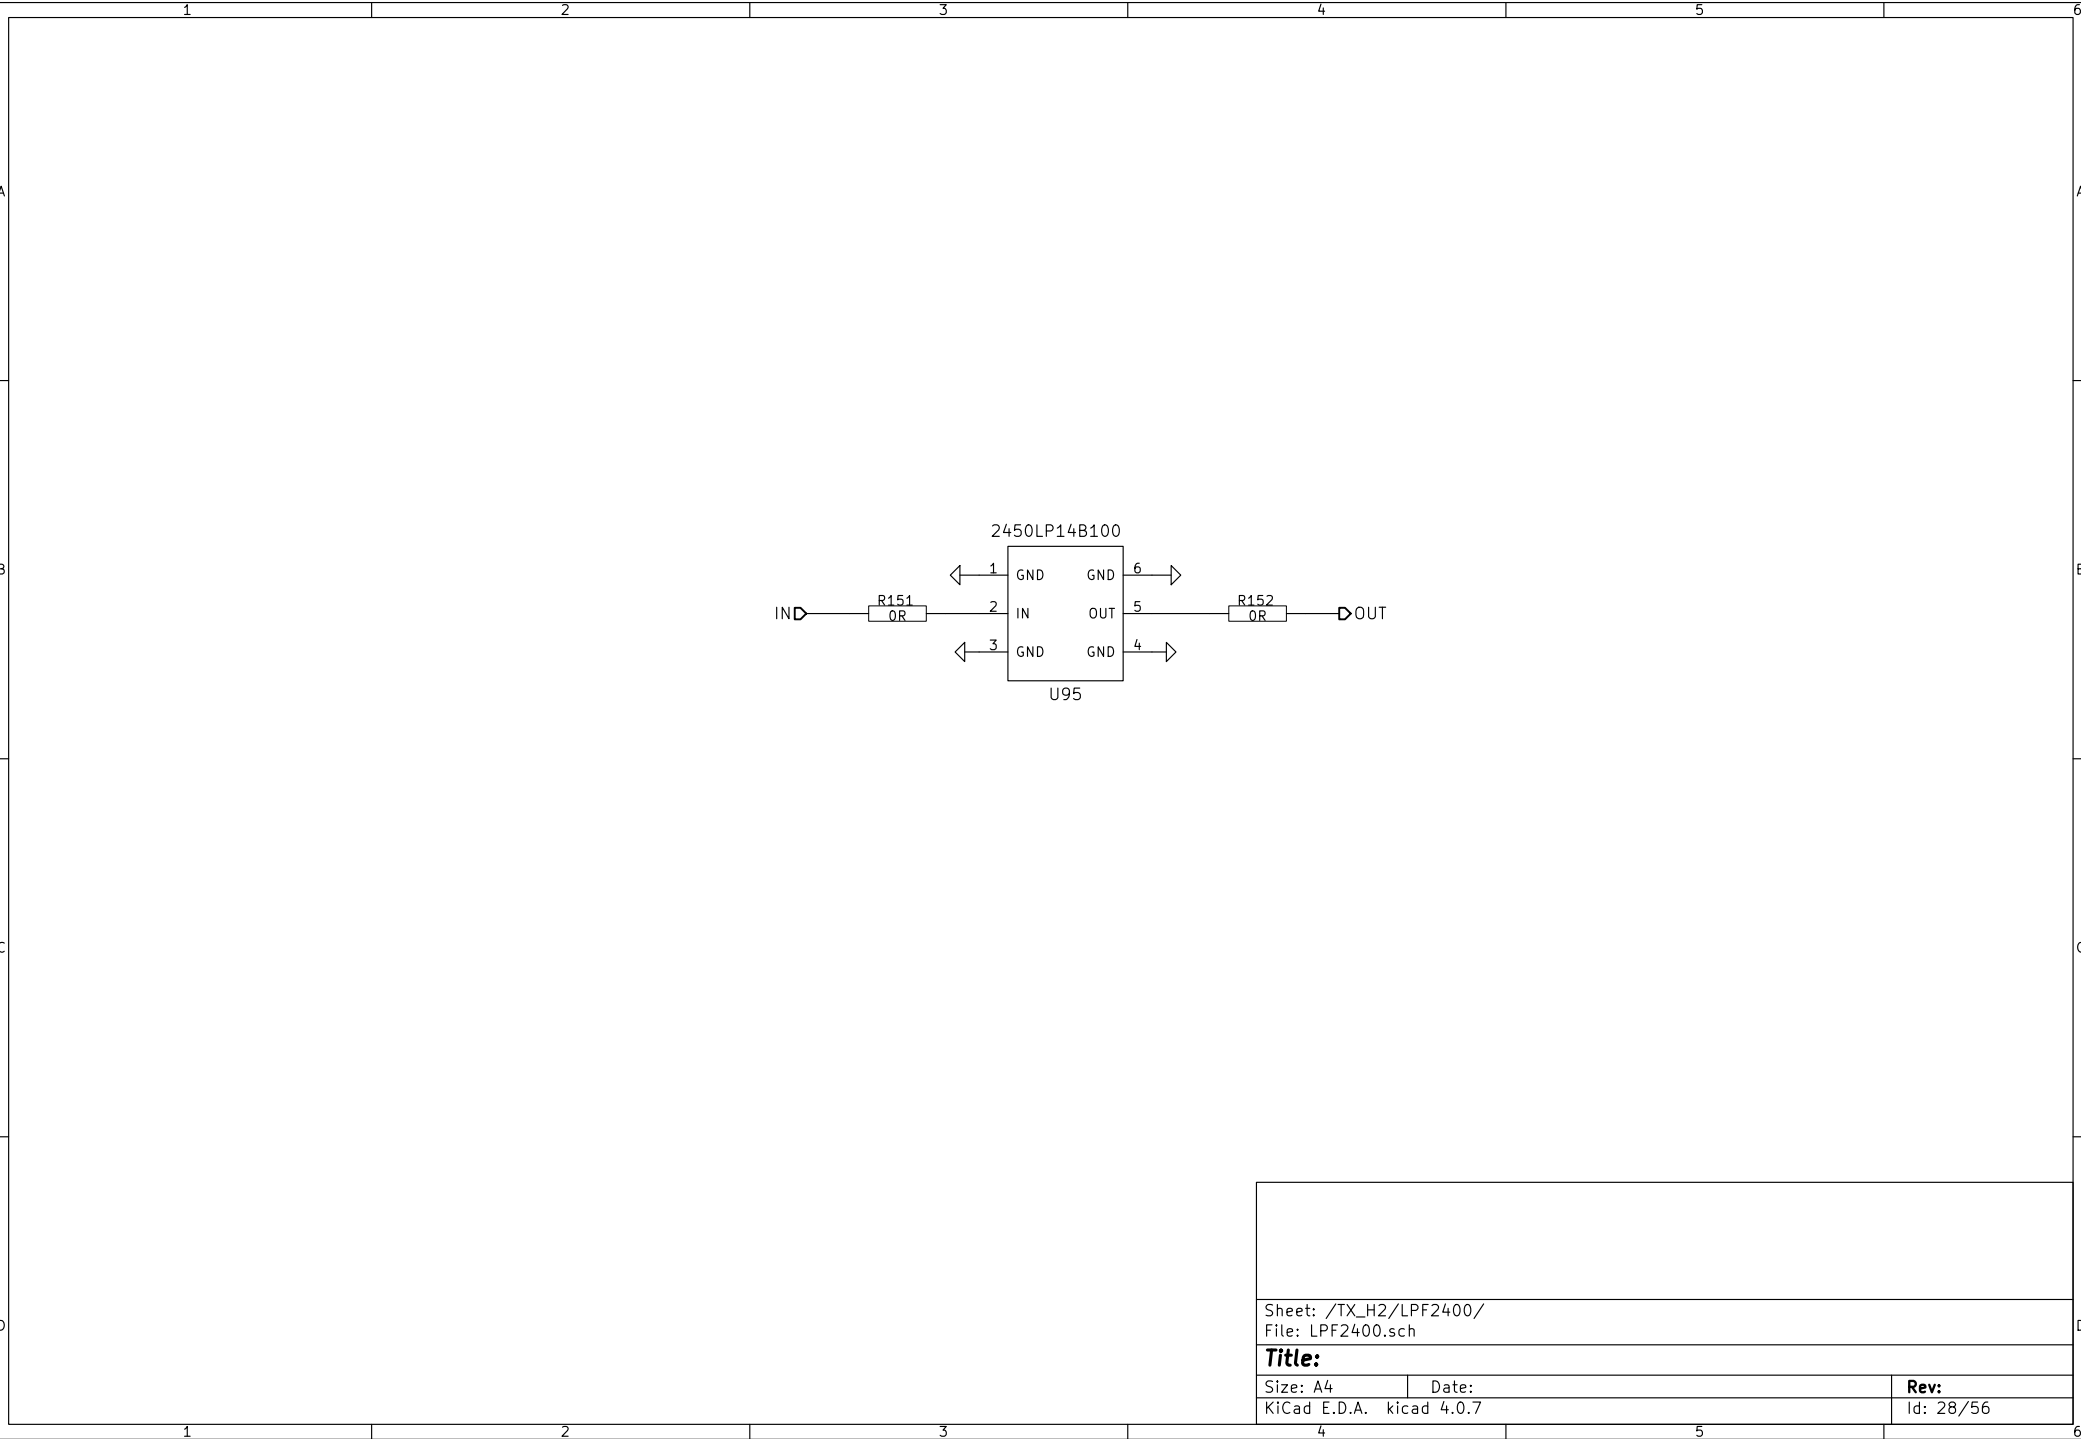 1 2 3 4 5 6
A A
2450LP14B100
1 GND GND 6
B B
R151 R152
IN 0R 2 IN OUT 5 0R OUT
3 GND GND 4
U95
C C
Sheet: /TX_H2/LPF2400/
File: LPF2400.sch
D D
Title:
Size: A4 Date: Rev:
KiCad E.D.A. kicad 4.0.7 Id: 28/56
1 2 3 4 5 6